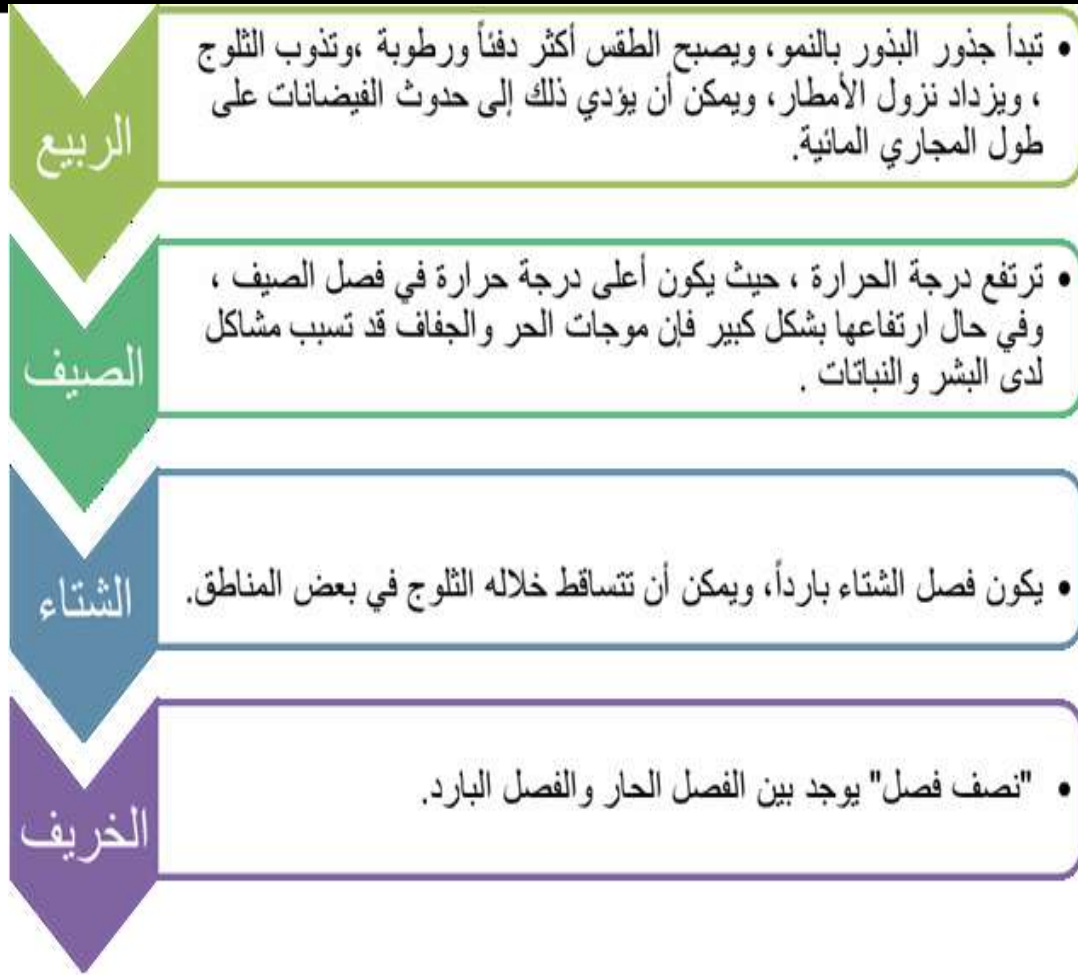 الربيع
• تبدأ جذور البذور بالنمو، ويصبح الطقس أكثر دفئاً ورطوبة ،وتذوب الثلوج
، ويزداد نزول الأمطار، ويمكن أن يؤدي ذلك إلى حدوث الفيضانات على
طول المجاري المائية.
الصيف
• ترتفع درجة الحرارة ، حيث يكون أعلى درجة حرارة في فصل الصيف ،
وفي حال ارتفاعها بشكل كبير فإن موجات الحر والجفاف قد تسبب مشاكل
لدى البشر والنباتات .
الشتاء
• يكون فصل الشتاء بارداً، ويمكن أن تتساقط خلاله الثلوج في بعض المناطق.
الخريف
• "نصف فصل" يوجد بين الفصل الحار والفصل البارد.